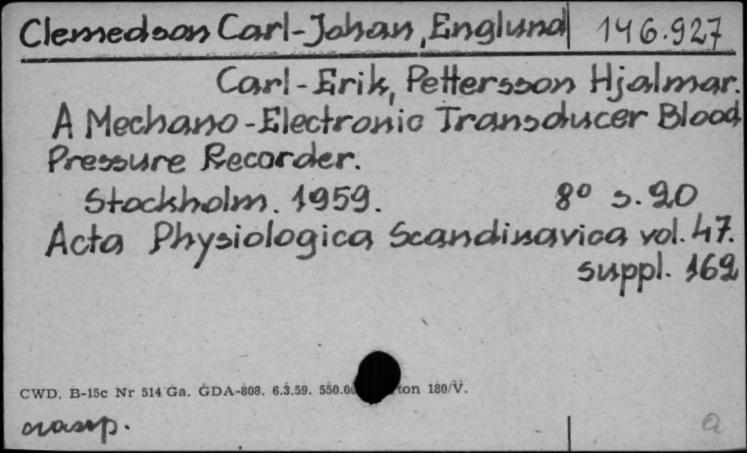 Clemedson Carl-Johan, Englund 146.927
Carl-Erik, Pettersson Hjalmar.
A Mechano-Electronic Transducer Blood
Pressure Recorder.
Stockholm. 1959. 8° s. 20
Acta Physiologica Scandinavica vol. 47.
suppl. 162
CWD. B-15c Nr 514 Ga. GDA-808. 6.3.59. 550.0 ton 180/V.
a